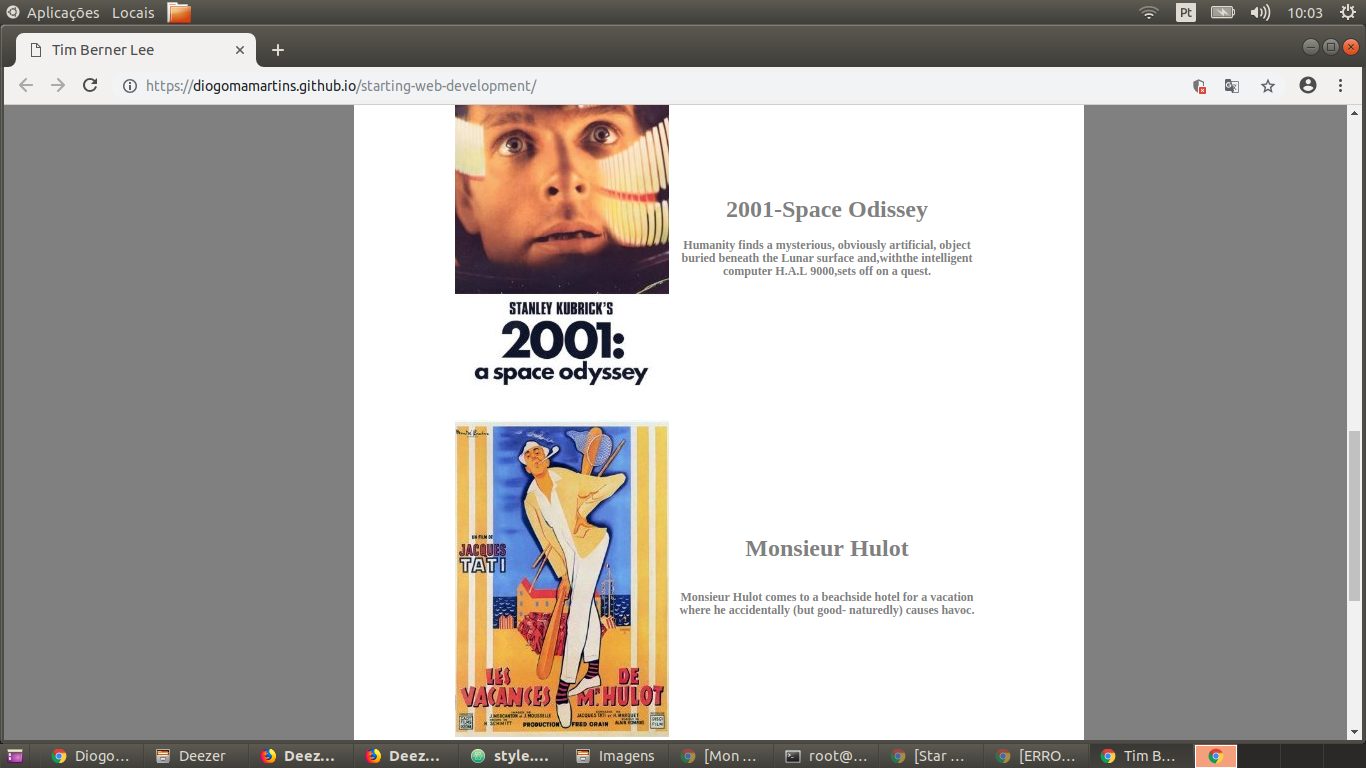 Aplicações Locais
Pt
10:03
Tim Berner Lee
https://diogomamartins.github.io/starting-web-development/
2001-Space Odissey
Humanity finds a mysterious, obviously artificial, object
buried beneath the Lunar surface and,withthe intelligent
computer H.A.L 9000,sets off on a quest.
STANLEY KUBRICK'S
2001:
a space odyssey
UN FILM DE
JACQUES
TATI
LES
VACANCES
DE
Mr HULOT
PRODUCTION FRED ORAIN
Monsieur Hulot
Monsieur Hulot comes to a beachside hotel for a vacation
where he accidentally (but good- naturedly) causes havoc.
Diogo… Deezer Deez… Deez… style.… Imagens [Mon … root@… [Star … [ERRO… Tim B…